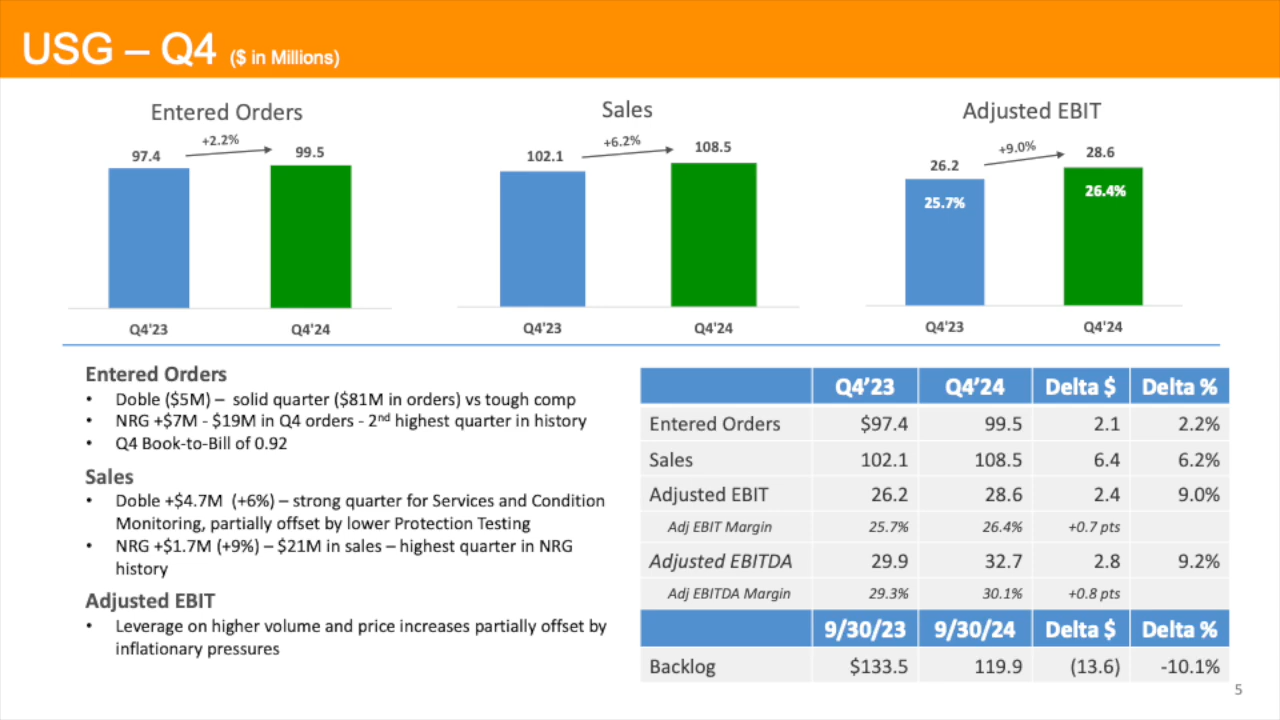 USG – Q4 ($ in Millions)
Entered Orders
97.4
+2.2%
99.5
Q4'23
Q4'24
Sales
102.1
+6.2%
108.5
Q4'23
Q4'24
Adjusted EBIT
26.2
+9.0%
28.6
25.7%
26.4%
Q4'23
Q4'24
Entered Orders
• Doble ($5M) – solid quarter ($81M in orders) vs tough comp
• NRG +$7M - $19M in Q4 orders - 2nd highest quarter in history
• Q4 Book-to-Bill of 0.92
Sales
• Doble +$4.7M (+6%) – strong quarter for Services and Condition
Monitoring, partially offset by lower Protection Testing
• NRG +$1.7M (+9%) – $21M in sales – highest quarter in NRG
history
Adjusted EBIT
• Leverage on higher volume and price increases partially offset by
inflationary pressures
Q4’23 Q4’24 Delta $ Delta %
Entered Orders $97.4 99.5 2.1 2.2%
Sales 102.1 108.5 6.4 6.2%
Adjusted EBIT 26.2 28.6 2.4 9.0%
Adj EBIT Margin 25.7% 26.4% +0.7 pts
Adjusted EBITDA 29.9 32.7 2.8 9.2%
Adj EBITDA Margin 29.3% 30.1% +0.8 pts
9/30/23 9/30/24 Delta $ Delta %
Backlog $133.5 119.9 (13.6) -10.1%
5